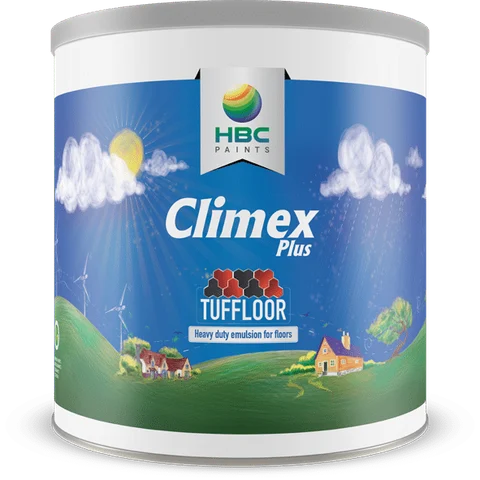 HBC
PAINTS
Climex
Plus
TUFFLOOR
Heavy duty emulsion for floors